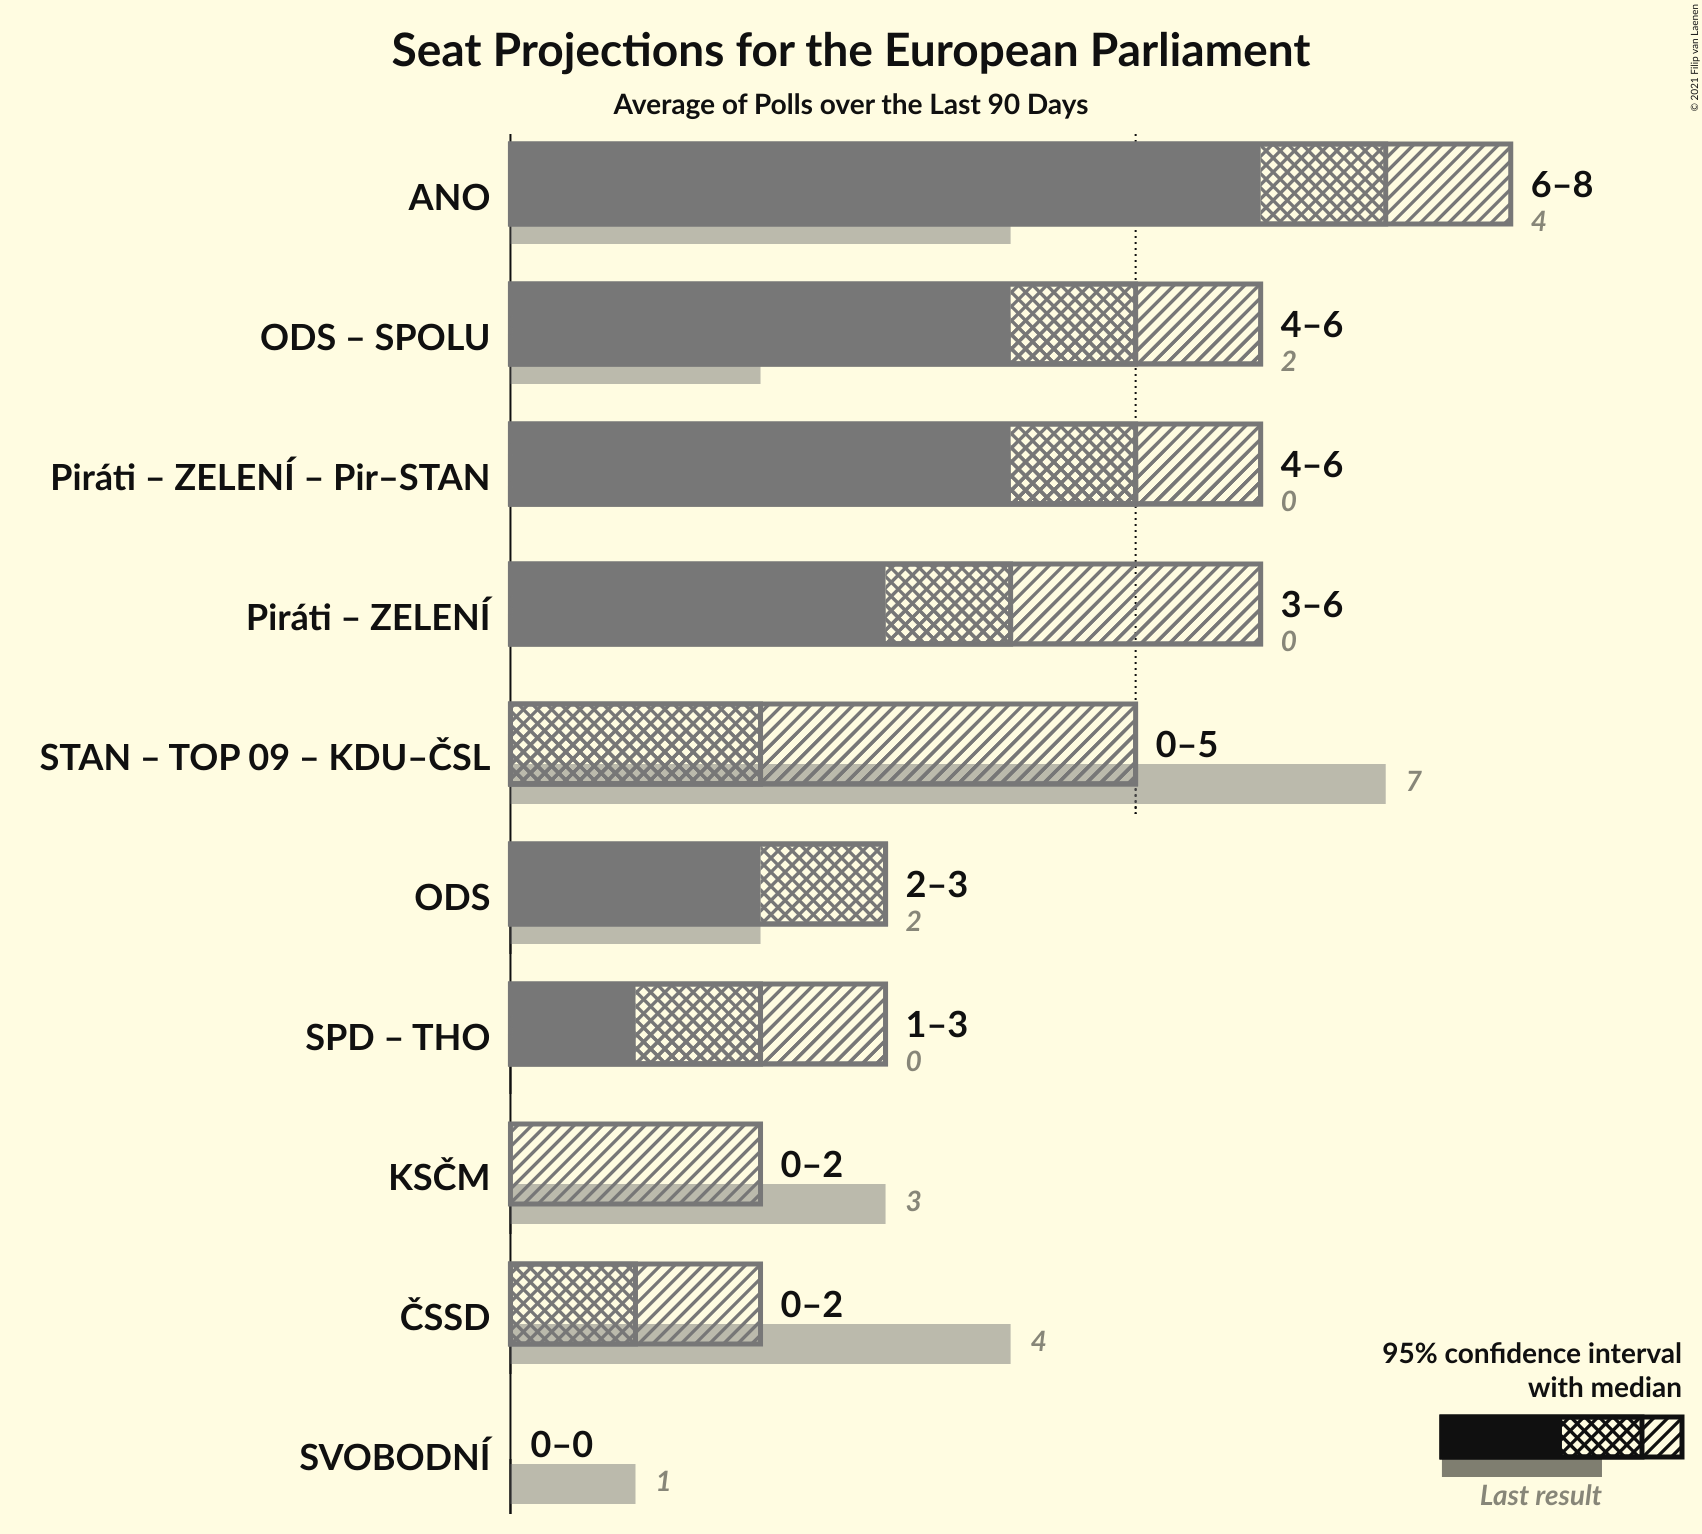 Seat Projections for the European Parliament
Average of Polls over the Last 90 Days
© 2021 Filip van Laenen
ANO
6–8
4
ODS – SPOLU
4–6
2
Piráti – ZELENÍ – Pir–STAN
4–6
0
Piráti – ZELENÍ
3–6
0
STAN – TOP 09 – KDU–ČSL
0–5
7
ODS
2–3
2
SPD – THO
1–3
0
KSČM
0–2
3
ČSSD
0–2
4
SVOBODNÍ
0–0
1
95% confidence interval
with median
Last result